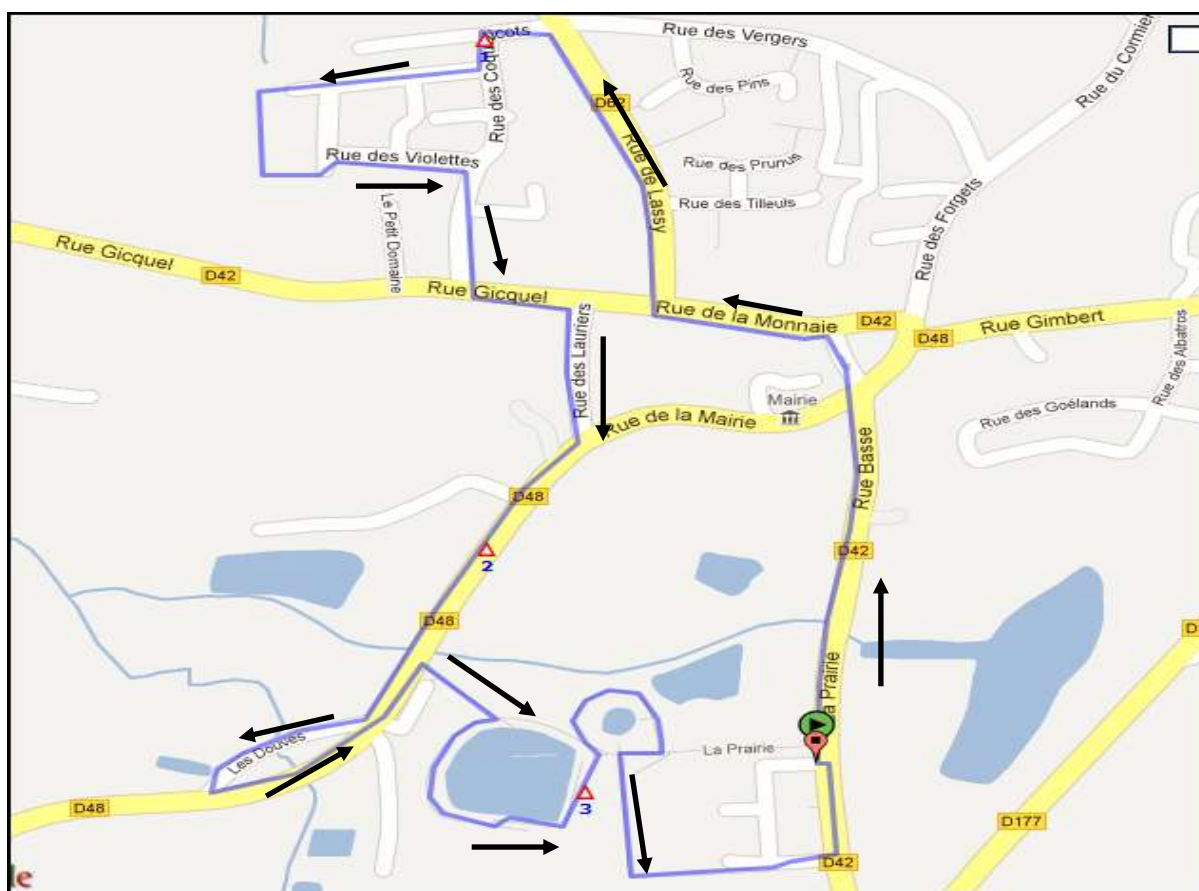 Rue des Vergers
cots
1
Rue des Coqu
Rue des Pins
Rue du Cormier
D62
Rue de Lassy
Rue des Violettes
Rue des Prunus
Rue des Tilleuls
Le Petit Domaine
Rue des Forgets
Rue Gicquel
D42
Rue Gicquel
Rue de la Monnaie
D42
D48
Rue Gimbert
Rue des Albatros
Rue des Lauriers
Mairie
Rue de la Mairie
Rue des Goélands
Rue Basse
D48
2
D42
D48
D
La Prairie
Les Douves
La Prairie
3
D48
D177
D42
le